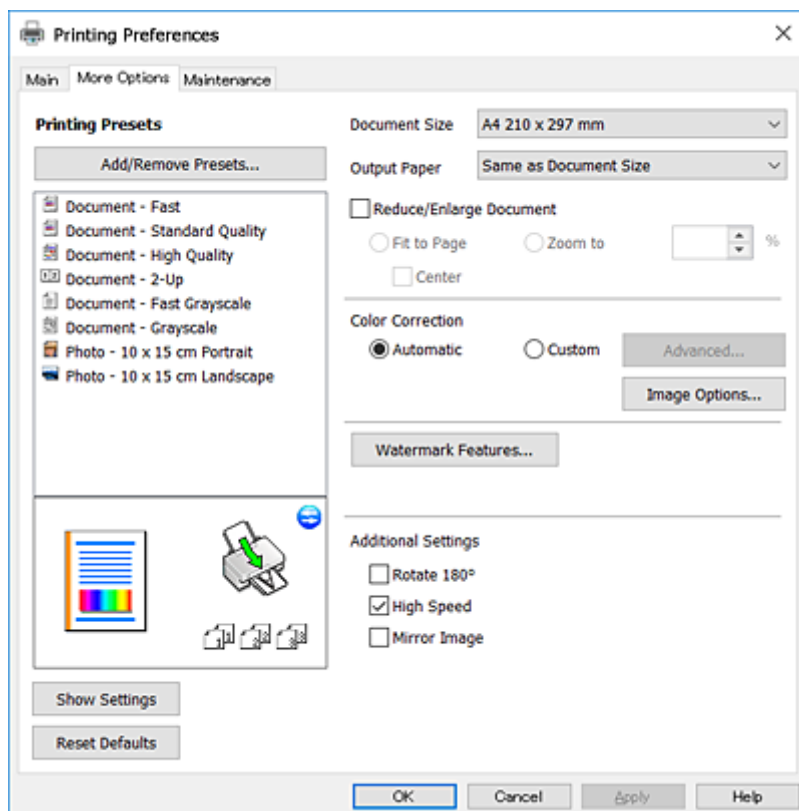 Printing Preferences
Main More Options Maintenance
Printing Presets
Add/Remove Presets...
Document - Fast
Document - Standard Quality
Document - High Quality
Document - 2-Up
Document - Fast Grayscale
Document - Grayscale
Photo - 10 x 15 cm Portrait
Photo - 10 x 15 cm Landscape
Show Settings
Reset Defaults
Document Size A4 210 x 297 mm
Output Paper Same as Document Size
Reduce/Enlarge Document
Fit to Page Zoom to %
Center
Color Correction
Automatic Custom Advanced...
Image Options...
Watermark Features...
Additional Settings
Rotate 180°
High Speed
Mirror Image
OK Cancel Apply Help